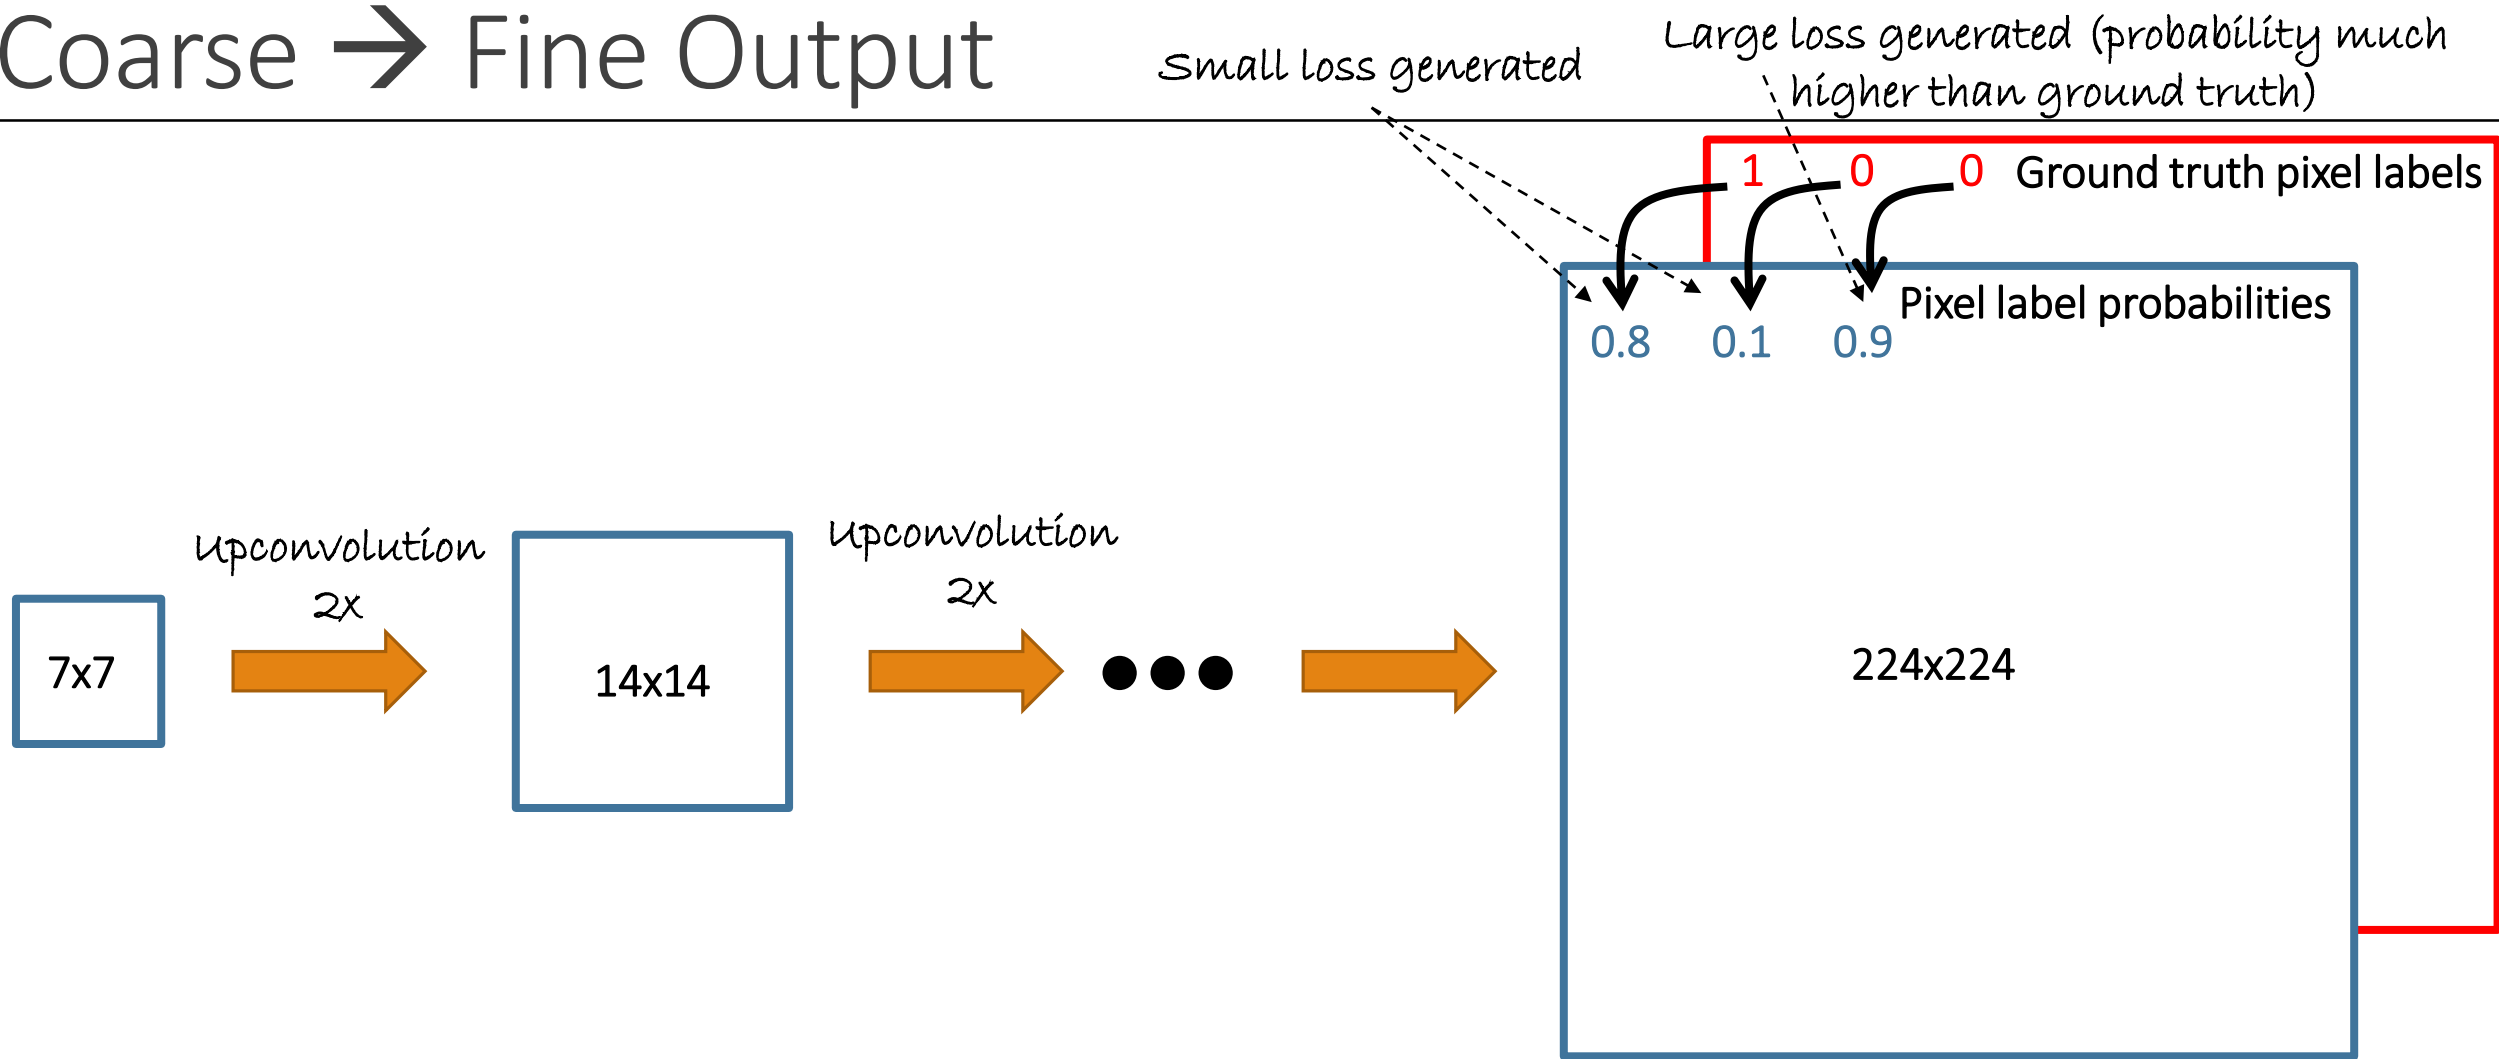 Coarse → Fine Output
Small loss generated
Large loss generated (probability much
higher than ground truth)
1 0 0 Ground truth pixel labels
Pixel label probabilities
0.8 0.1 0.9
Upconvolution
2x
Upconvolution
2x
7x7
14x14
224x224